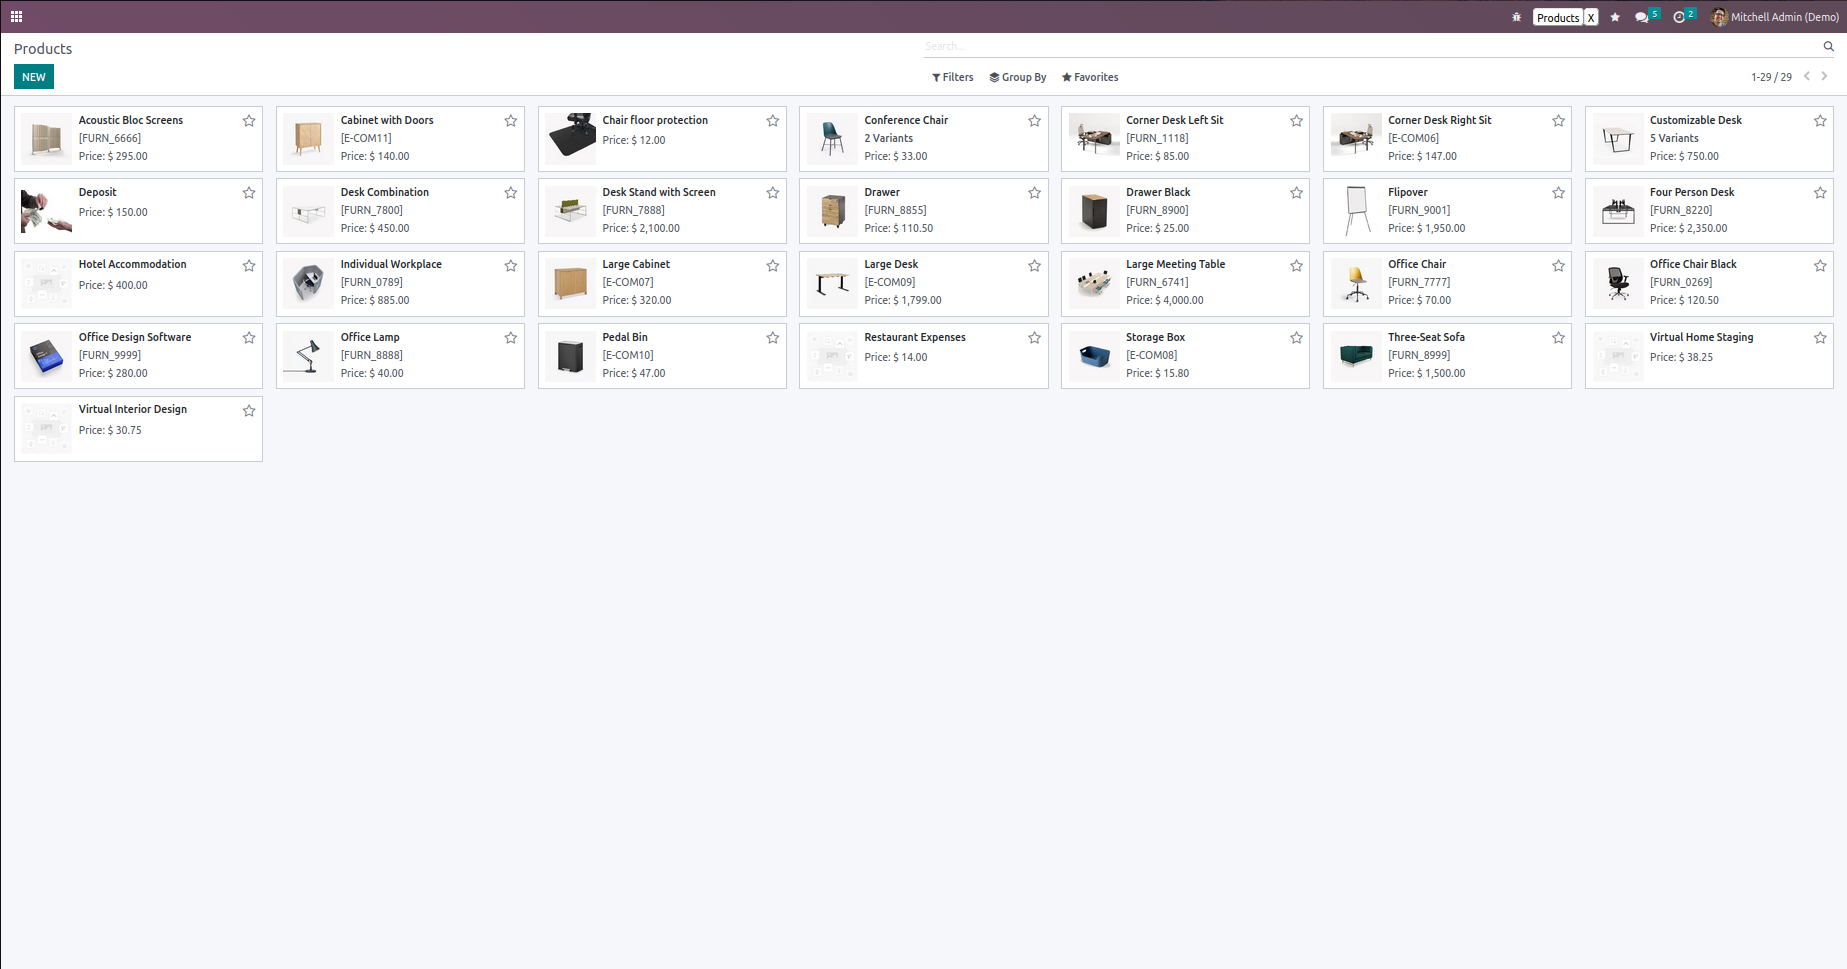 Products X 5 2 Mitchell Admin (Demo)
Products
Search...
NEW
Filters Group By Favorites 1-29 / 29
Acoustic Bloc Screens
[FURN_6666]
Price: $ 295.00
Cabinet with Doors
[E-COM11]
Price: $ 140.00
Chair floor protection
Price: $ 12.00
Conference Chair
2 Variants
Price: $ 33.00
Corner Desk Left Sit
[FURN_1118]
Price: $ 85.00
Corner Desk Right Sit
[E-COM06]
Price: $ 147.00
Customizable Desk
5 Variants
Price: $ 750.00
Deposit
Price: $ 150.00
Desk Combination
[FURN_7800]
Price: $ 450.00
Desk Stand with Screen
[FURN_7888]
Price: $ 2,100.00
Drawer
[FURN_8855]
Price: $ 110.50
Drawer Black
[FURN_8900]
Price: $ 25.00
Flipover
[FURN_9001]
Price: $ 1,950.00
Four Person Desk
[FURN_8220]
Price: $ 2,350.00
Hotel Accommodation
Price: $ 400.00
Individual Workplace
[FURN_0789]
Price: $ 885.00
Large Cabinet
[E-COM07]
Price: $ 320.00
Large Desk
[E-COM09]
Price: $ 1,799.00
Large Meeting Table
[FURN_6741]
Price: $ 4,000.00
Office Chair
[FURN_7777]
Price: $ 70.00
Office Chair Black
[FURN_0269]
Price: $ 120.50
Office Design Software
[FURN_9999]
Price: $ 280.00
Office Lamp
[FURN_8888]
Price: $ 40.00
Pedal Bin
[E-COM10]
Price: $ 47.00
Restaurant Expenses
Price: $ 14.00
Storage Box
[E-COM08]
Price: $ 15.80
Three-Seat Sofa
[FURN_8999]
Price: $ 1,500.00
Virtual Home Staging
Price: $ 38.25
Virtual Interior Design
Price: $ 30.75